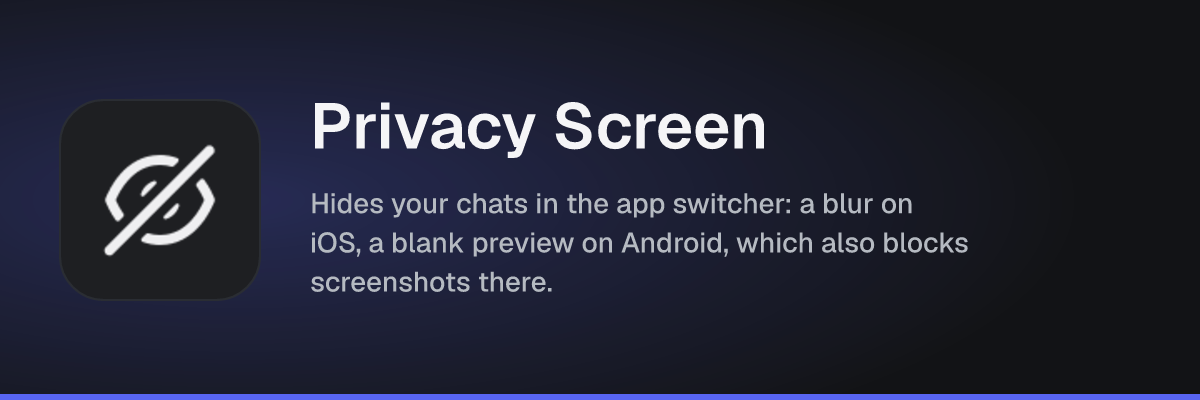 Privacy Screen
Hides your chats in the app switcher: a blur on
iOS, a blank preview on Android, which also blocks
screenshots there.